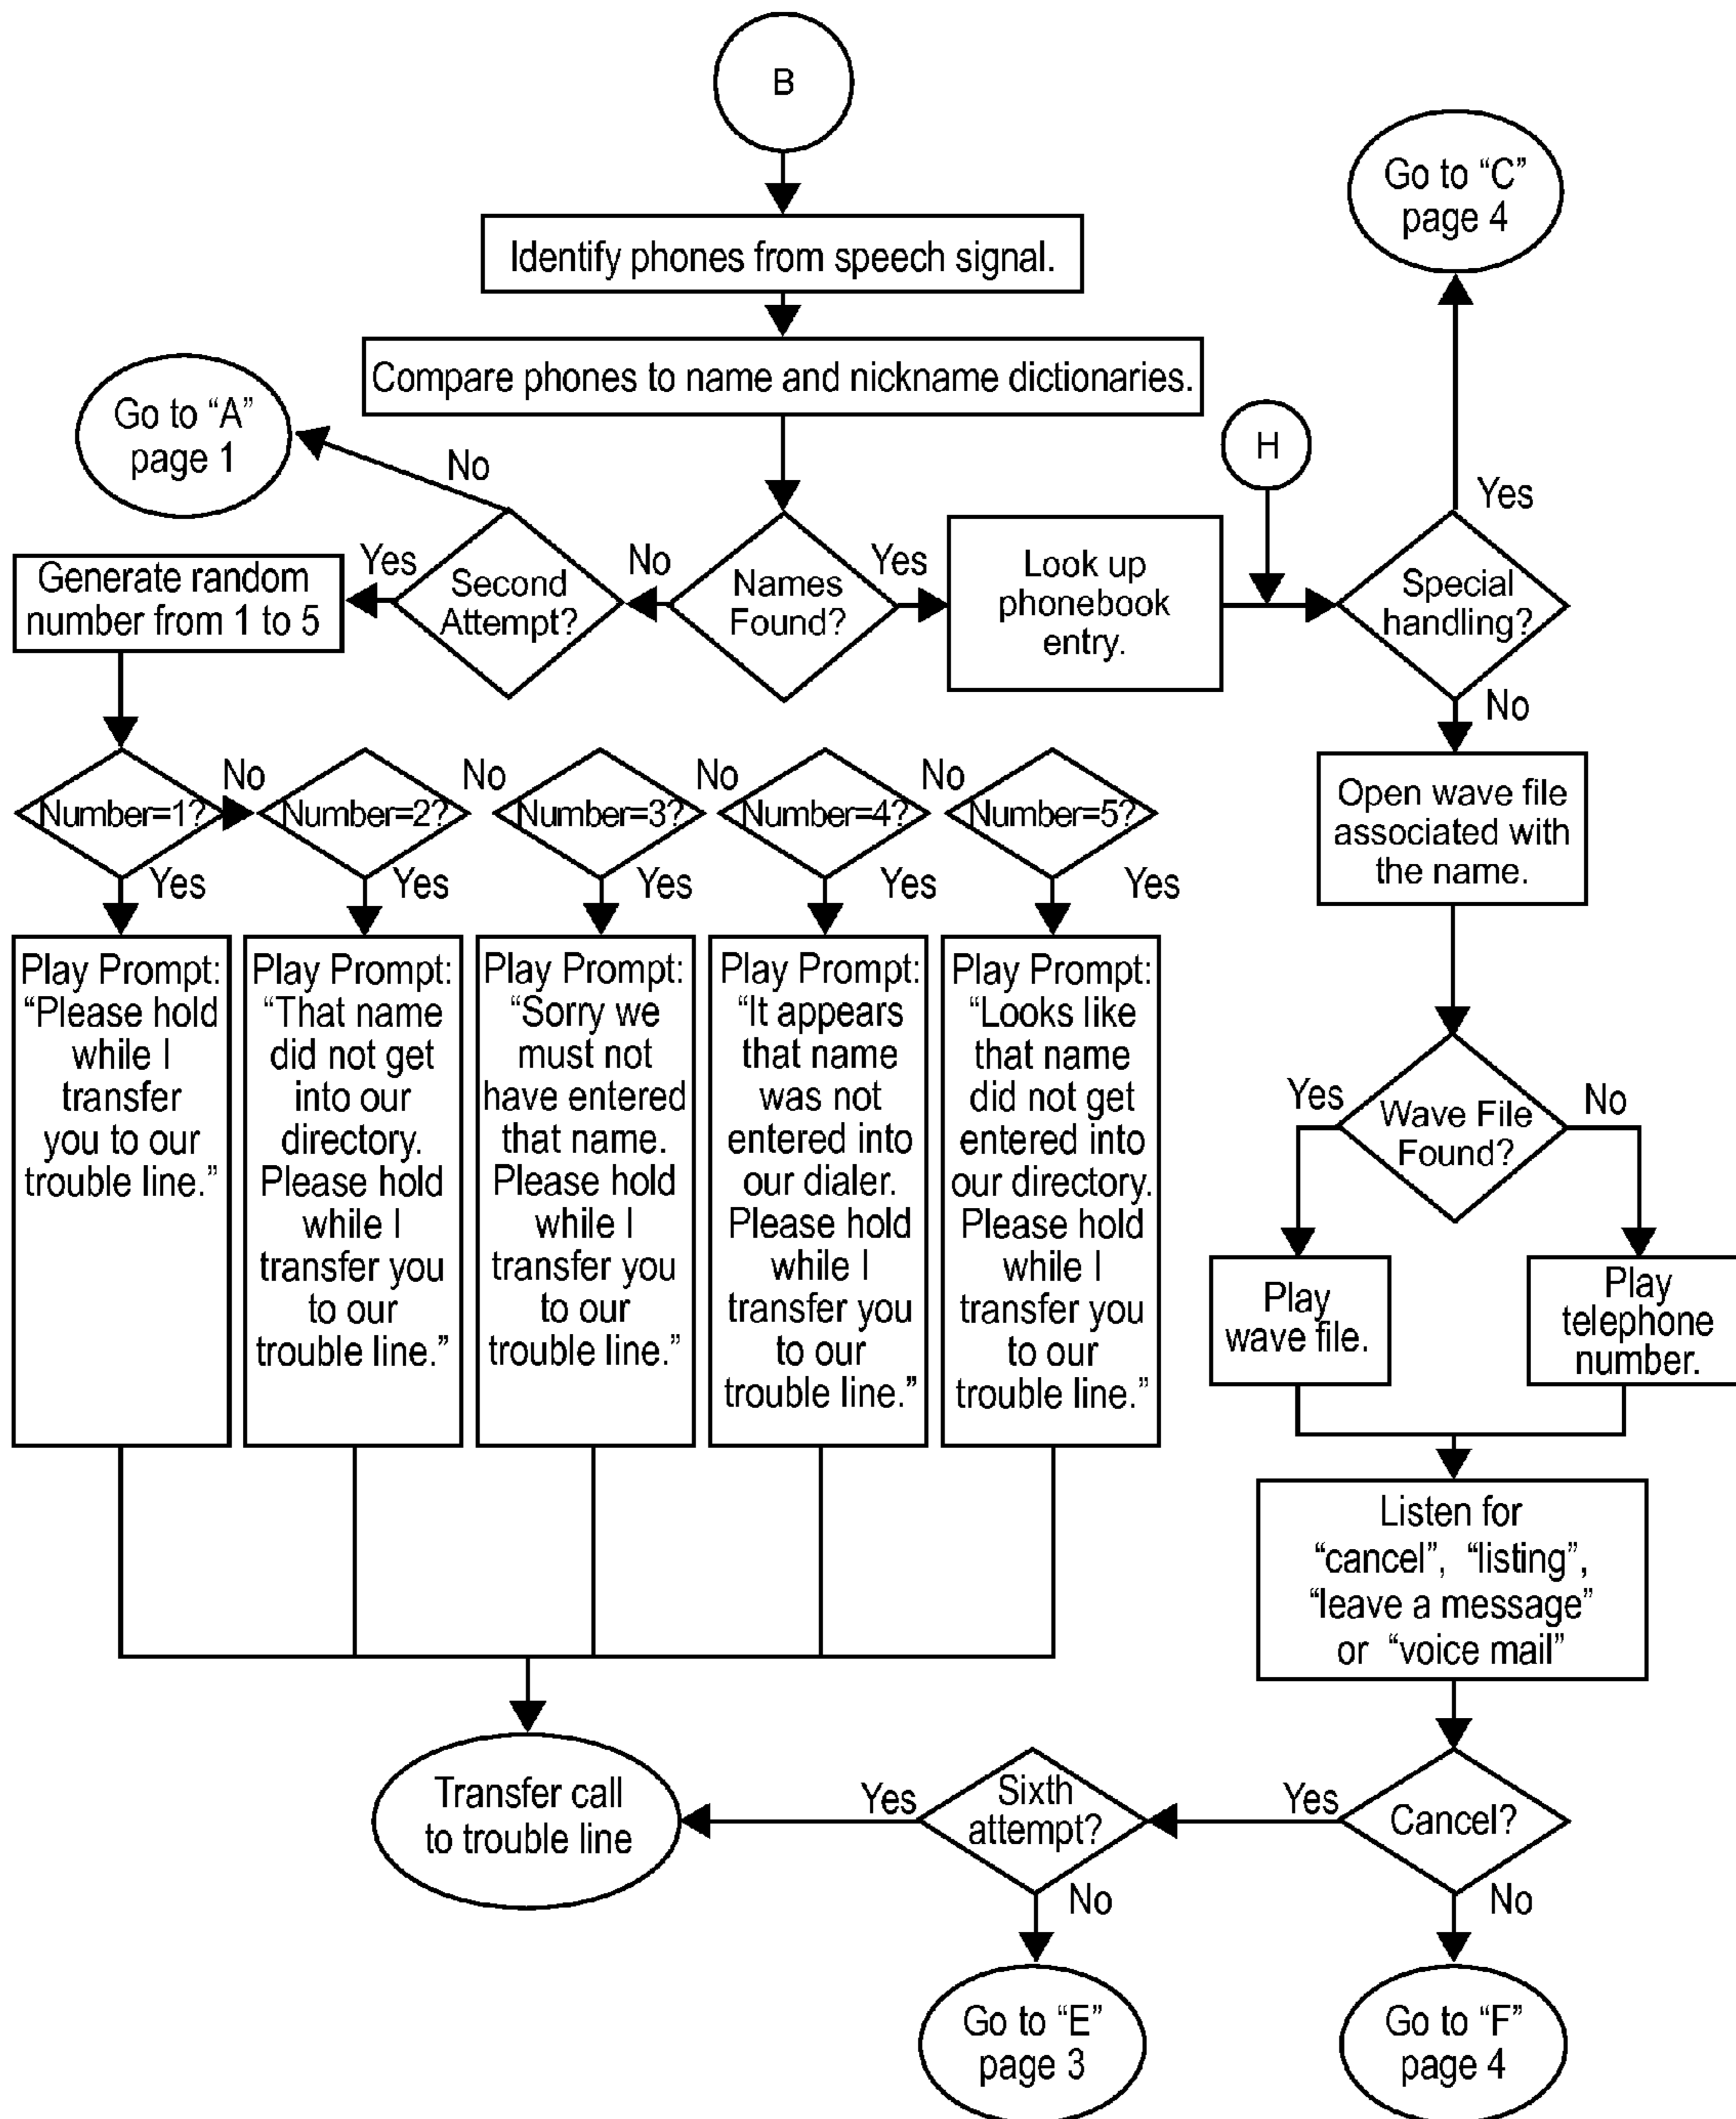 B
Go to “C”
page 4
Identify phones from speech signal.
Compare phones to name and nickname dictionaries.
Go to “A”
page 1
No
H
Yes
Generate random
number from 1 to 5
Yes
Second
Attempt?
No
Names
Found?
Yes
Look up
phonebook
entry.
Special
handling?
No
Number=1?
No
Number=2?
No
Number=3?
No
Number=4?
No
Number=5?
Yes
Yes
Yes
Yes
Yes
Open wave file
associated with
the name.
Play Prompt:
“Please hold
while I
transfer
you to our
trouble line.”
Play Prompt:
“That name
did not get
into our
directory.
Please hold
while I
transfer you
to our
trouble line.”
Play Prompt:
“Sorry we
must not
have entered
that name.
Please hold
while I
transfer you
to our
trouble line.”
Play Prompt:
“It appears
that name
was not
entered into
our dialer.
Please hold
while I
transfer you
to our
trouble line.”
Play Prompt:
“Looks like
that name
did not get
entered into
our directory.
Please hold
while I
transfer you
to our
trouble line.”
Yes
Wave File
Found?
No
Play
wave file.
Play
telephone
number.
Listen for
“cancel”, “listing”,
“leave a message”
or “voice mail”
Transfer call
to trouble line
Yes
Sixth
attempt?
Yes
Cancel?
No
No
Go to “E”
page 3
Go to “F”
page 4